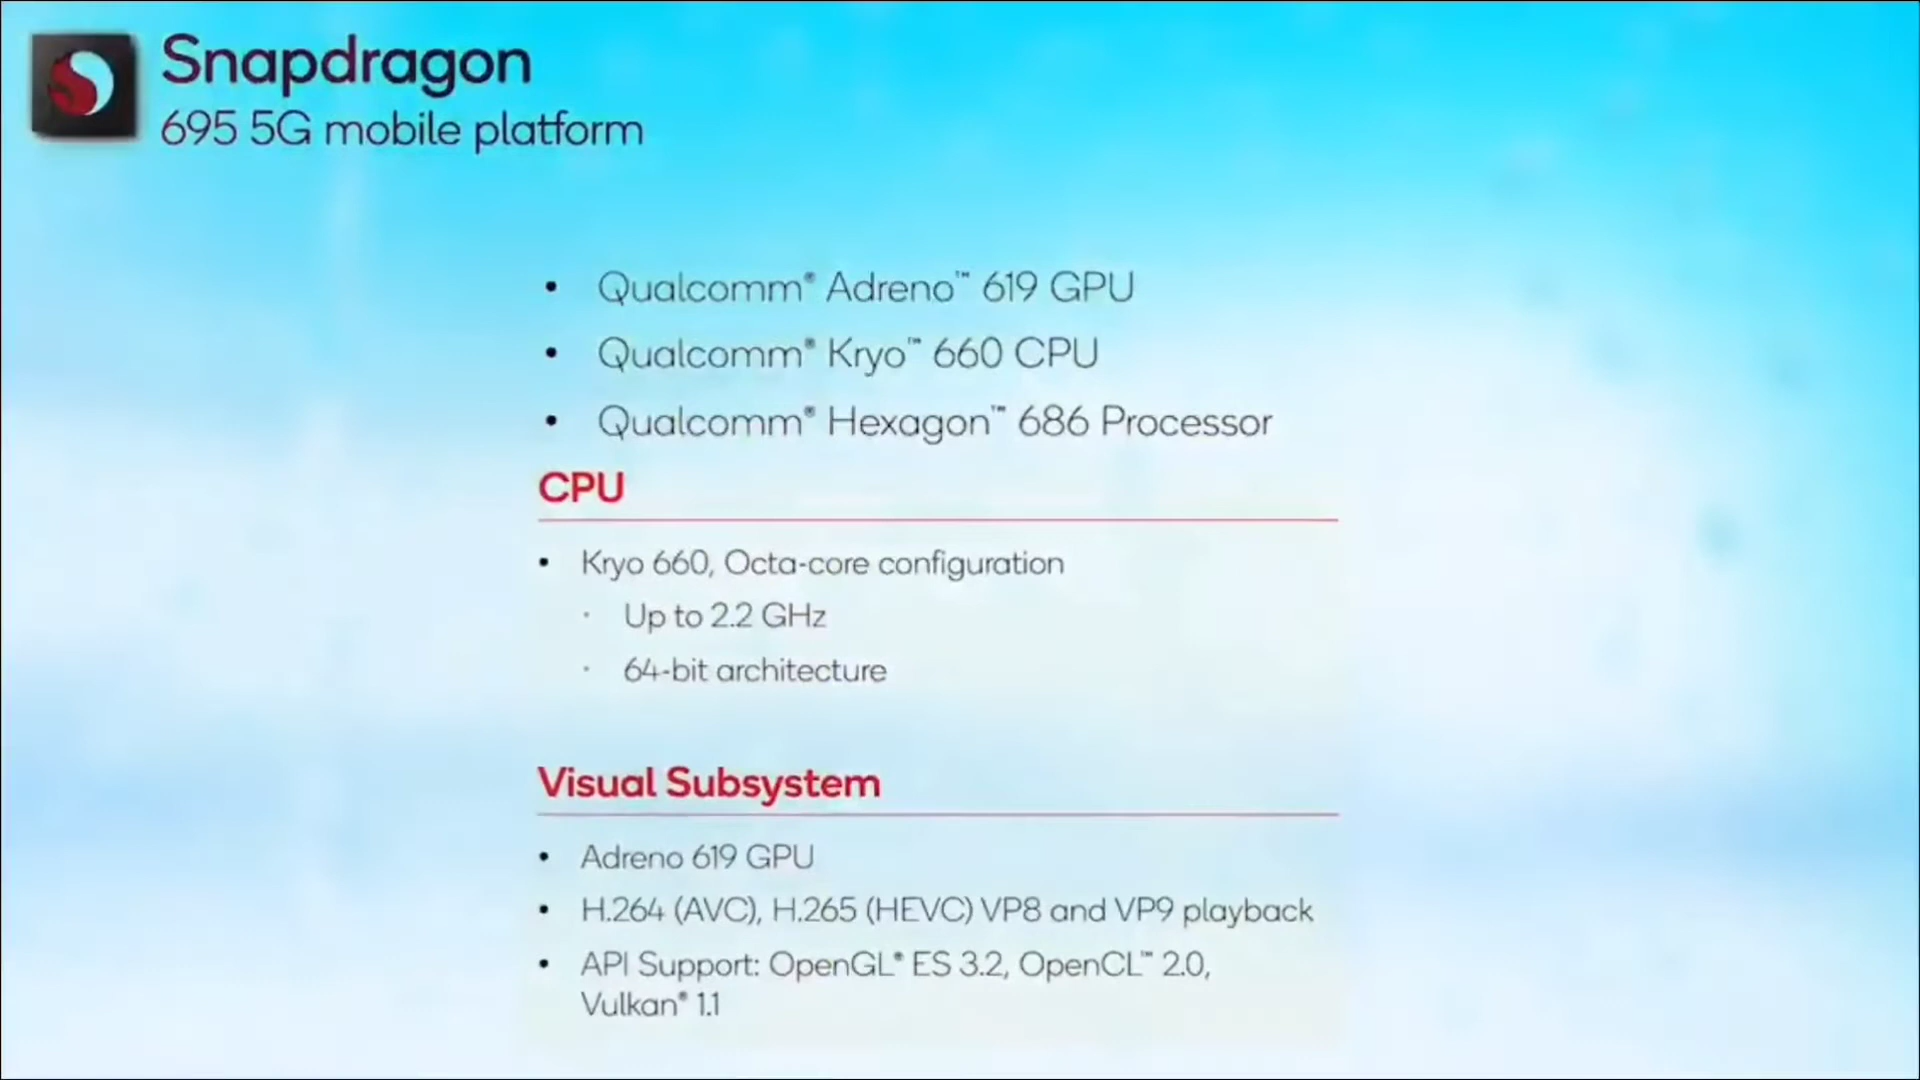 Snapdragon
695 5G mobile platform
• Qualcomm® Adreno™ 619 GPU
• Qualcomm® Kryo™ 660 CPU
• Qualcomm® Hexagon™ 686 Processor
CPU
• Kryo 660, Octa-core configuration
· Up to 2.2 GHz
· 64-bit architecture
Visual Subsystem
• Adreno 619 GPU
• H.264 (AVC), H.265 (HEVC) VP8 and VP9 playback
• API Support: OpenGL® ES 3.2, OpenCL™ 2.0,
Vulkan® 1.1